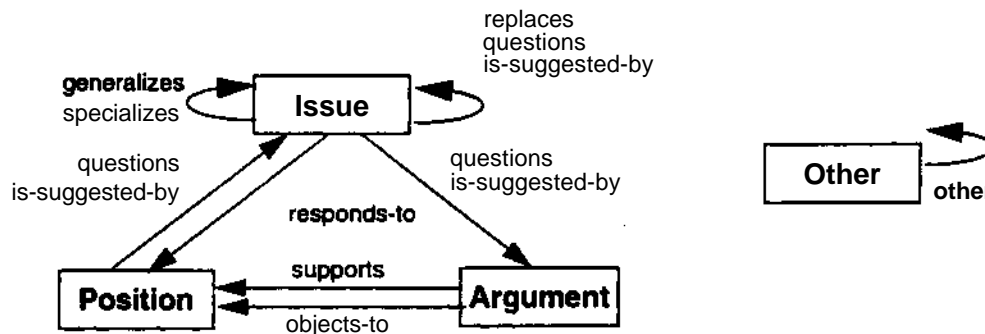 replaces
questions
is-suggested-by
generalizes
specializes
Issue
questions
is-suggested-by
questions
is-suggested-by
Other
other
responds-to
supports
Position
Argument
objects-to